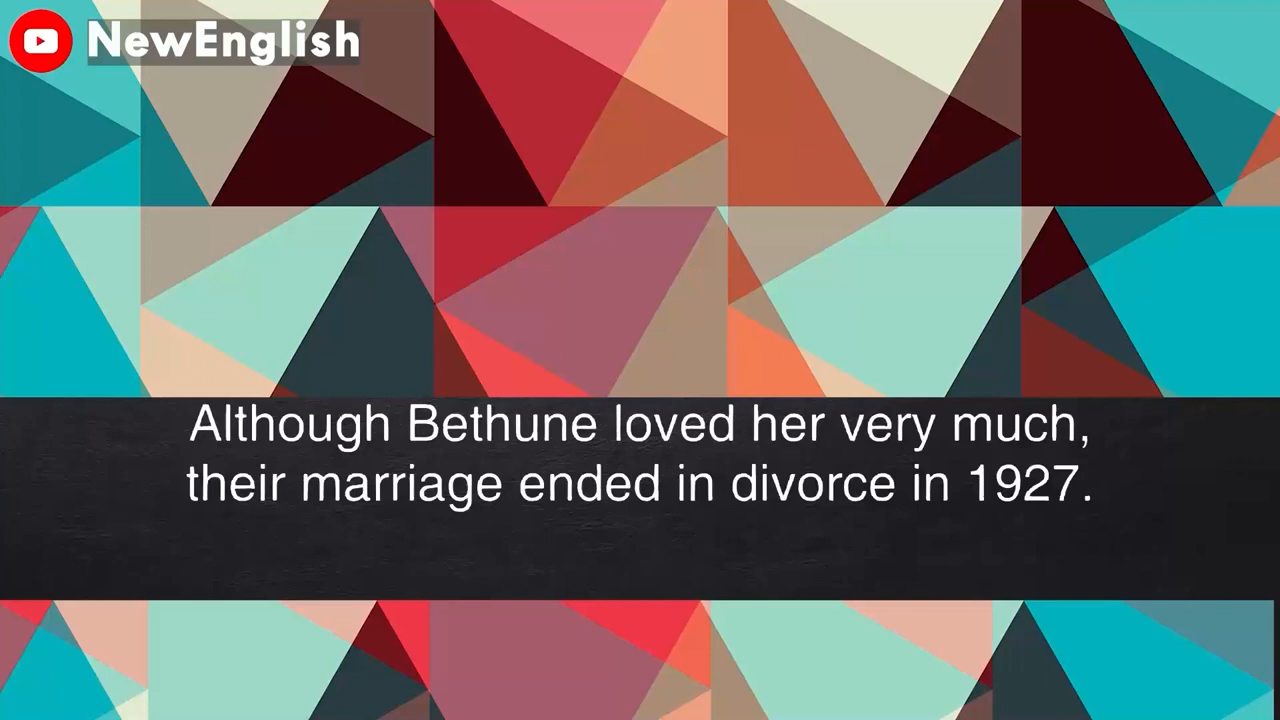 NewEnglish
Although Bethune loved her very much,
their marriage ended in divorce in 1927.